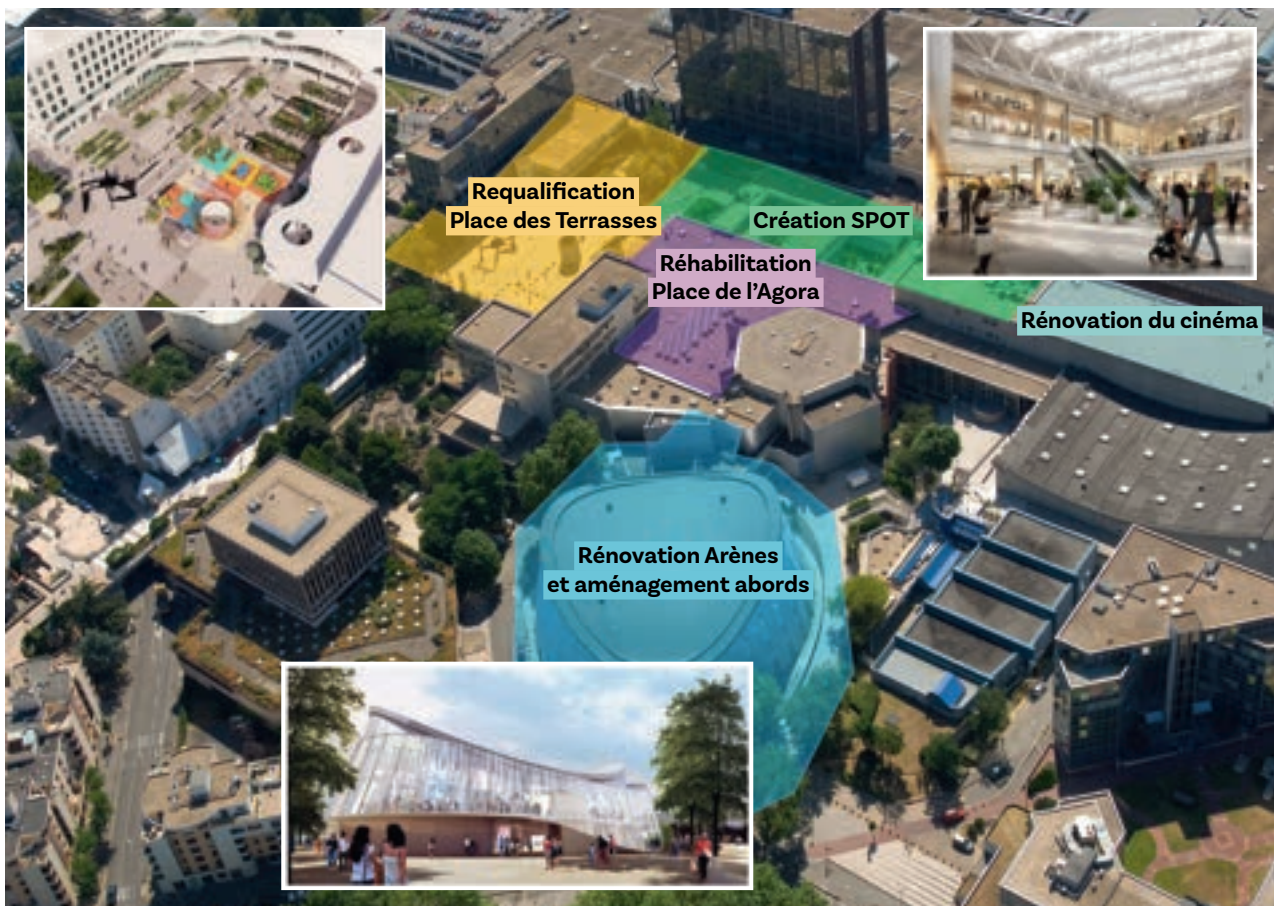 Requalification
Place des Terrasses
Création SPOT
Réhabilitation
Place de l’Agora
Rénovation du cinéma
Rénovation Arènes
et aménagement abords